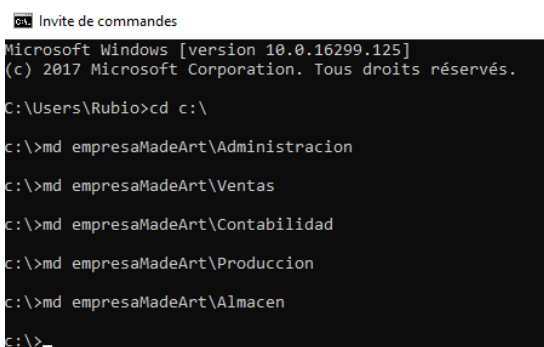 Invite de commandes
Microsoft Windows [version 10.0.16299.125]
(c) 2017 Microsoft Corporation. Tous droits réservés.
C:\Users\Rubio>cd c:\
c:\>md empresaMadeArt\Administracion
c:\>md empresaMadeArt\Ventas
c:\>md empresaMadeArt\Contabilidad
c:\>md empresaMadeArt\Produccion
c:\>md empresaMadeArt\Almacen
c:\>_